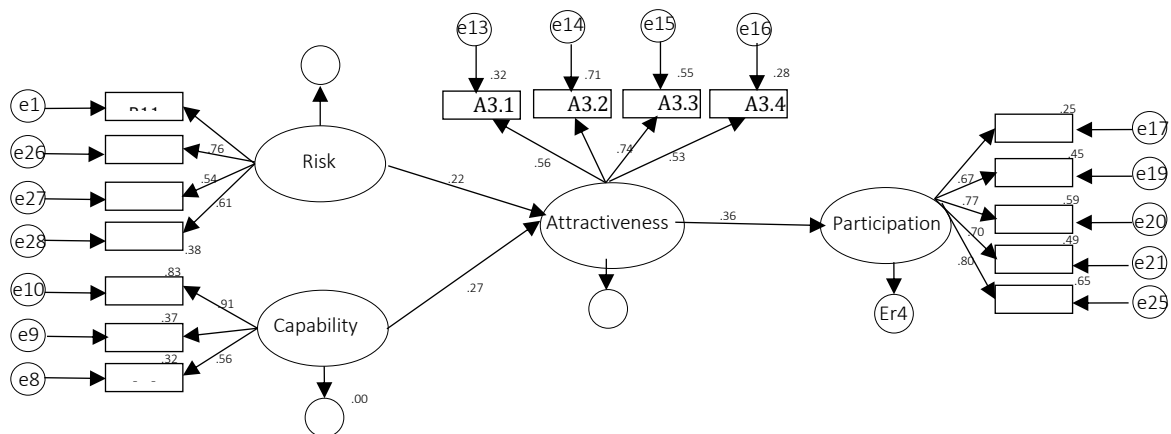 e13
e14
e15
e16
.32
.71
.55
.28
A3.1
A3.2
A3.3
A3.4
.56
.74
.53
e1
e26
e27
e28
.76
.54
.61
.38
Risk
.22
e10
e9
e8
.83
.91
.37
.32
.56
Capability
.00
.27
Attractiveness
.36
Participation
Er4
.25
.45
.67
.59
.77
.49
.70
.65
.80
e17
e19
e20
e21
e25